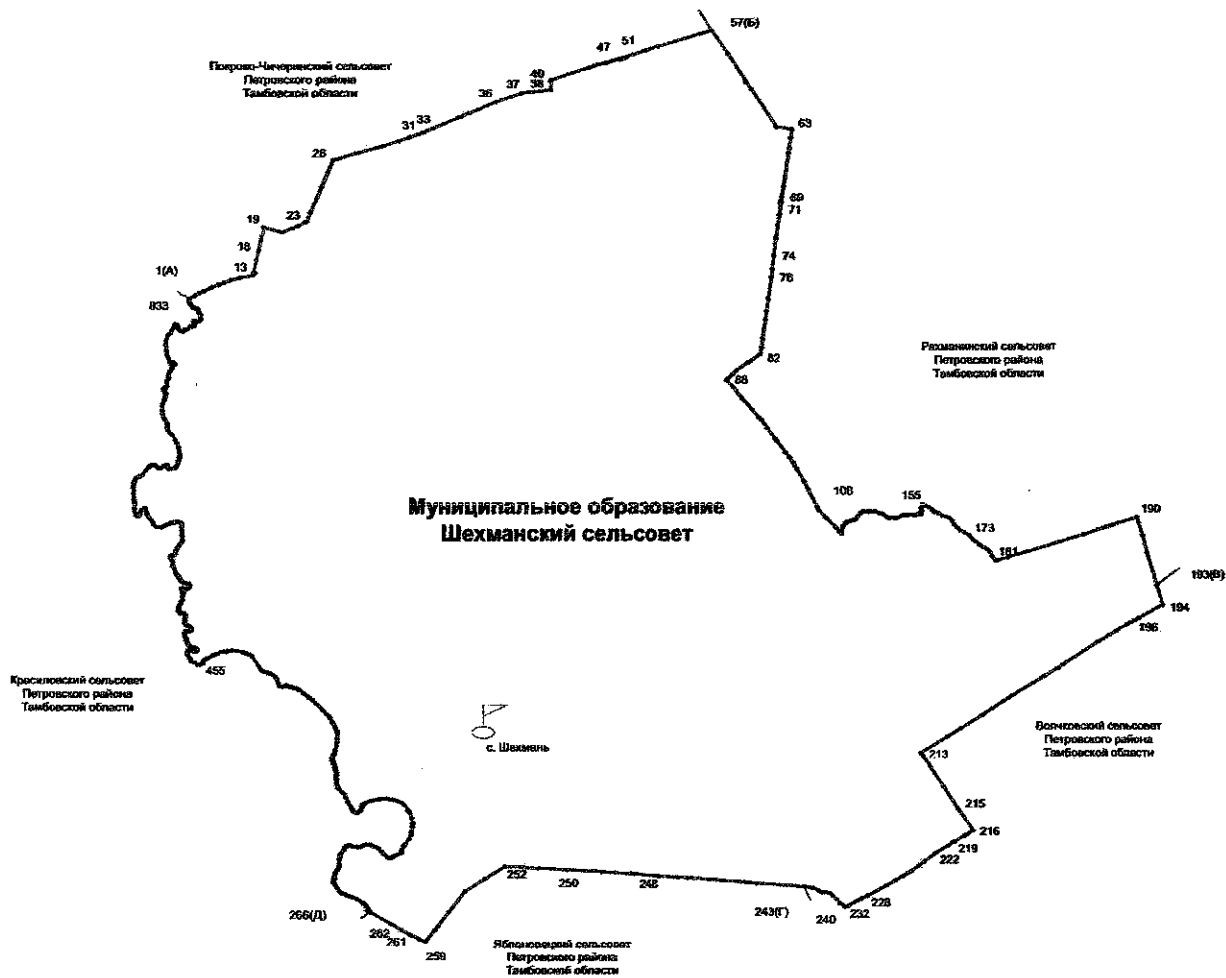 57(Б)
51
47
Покрово-Чичеринский сельсовет
Петровского района
Тамбовской области
40
38
37
36
33
31
26
63
69
71
23
19
18
13
1(А)
833
74
76
82
88
Рахманинский сельсовет
Петровского района
Тамбовской области
Муниципальное образование
Шехманский сельсовет
108
155
173
181
190
193(В)
194
196
455
Красиловский сельсовет
Петровского района
Тамбовской области
с. Шехмань
Волчковский сельсовет
Петровского района
Тамбовской области
213
215
216
219
222
228
232
240
243(Г)
248
250
252
266(Д)
262
261
259
Яблоновецкий сельсовет
Петровского района
Тамбовской области